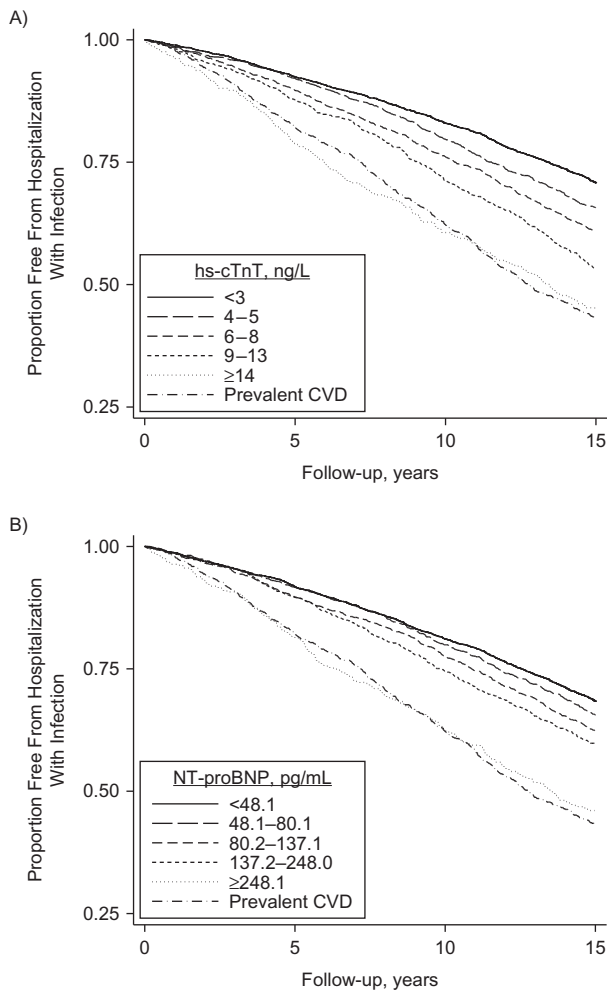 A)
1.00
0.75
0.50
0.25
Proportion Free From Hospitalization
With Infection
hs-cTnT, ng/L
<3
4–5
6–8
9–13
≥14
Prevalent CVD
0
5
10
15
Follow-up, years
B)
1.00
0.75
0.50
0.25
Proportion Free From Hospitalization
With Infection
NT-proBNP, pg/mL
<48.1
48.1–80.1
80.2–137.1
137.2–248.0
≥248.1
Prevalent CVD
0
5
10
15
Follow-up, years